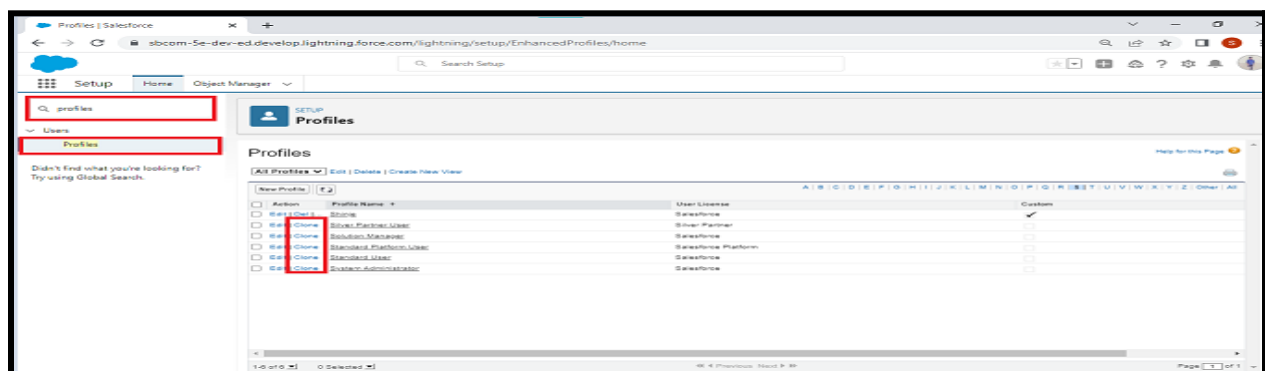 Profiles | Salesforce
sbcom-5e-dev-ed.develop.lightning.force.com/lightning/setup/EnhancedProfiles/home
S
Search Setup
Setup Home Object Manager
profiles
Users
Profiles
Didn't find what you're looking for?
Try using Global Search.
SETUP
Profiles
Profiles
Help for this Page
All Profiles Edit | Delete | Create New View
New Profile
A | B | C | D | E | F | G | H | I | J | K | L | M | N | O | P | Q | R | S | T | U | V | W | X | Y | Z | Other | All
Action Profile Name User License Custom
Edit | Del | ... Shine Salesforce
Edit | Clone Silver Partner User Silver Partner
Edit | Clone Solution Manager Salesforce
Edit | Clone Standard Platform User Salesforce Platform
Edit | Clone Standard User Salesforce
Edit | Clone System Administrator Salesforce
1-6 of 6 0 Selected Previous Next Page 1 of 1